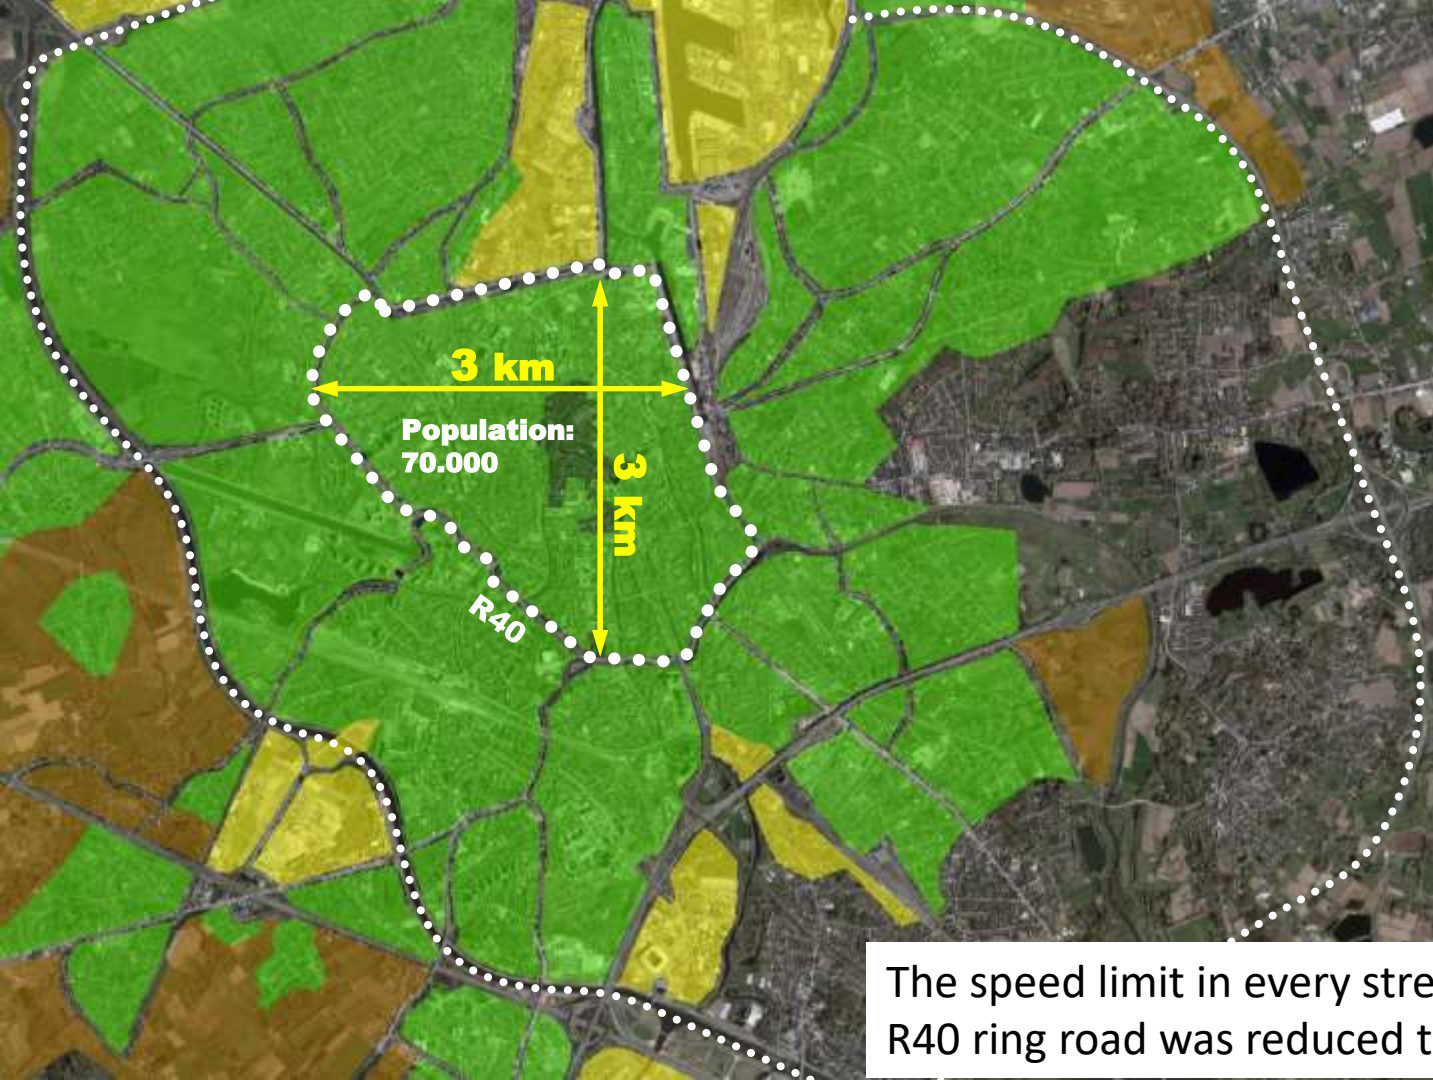 3 km
Population:
70.000
3 km
R40
The speed limit in every stre
R40 ring road was reduced t